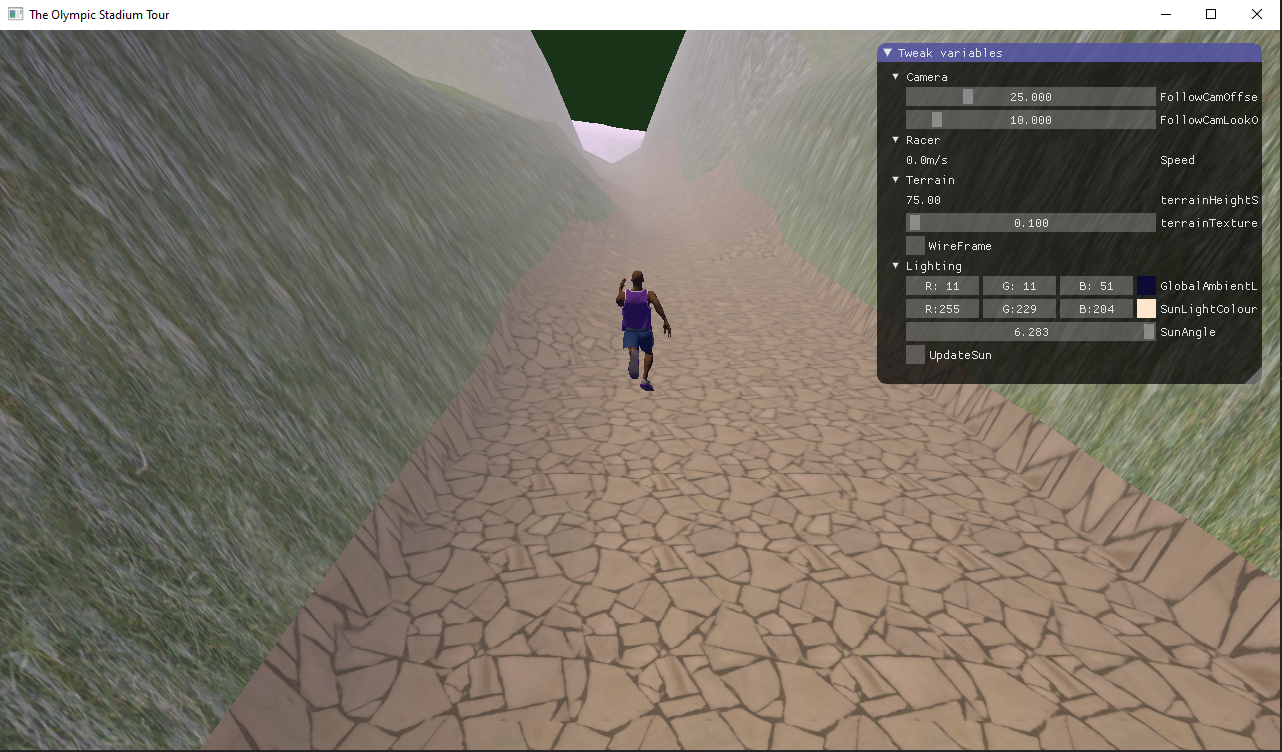 The Olympic Stadium Tour
Tweak variables
Camera
25.000 FollowCamOffse
10.000 FollowCamLookO
Racer
0.0m/s Speed
Terrain
75.00 terrainHeightS
0.100 terrainTexture
WireFrame
Lighting
R: 11 G: 11 B: 51 GlobalAmbientL
R:255 G:229 B:204 SunLightColour
6.283 SunAngle
UpdateSun